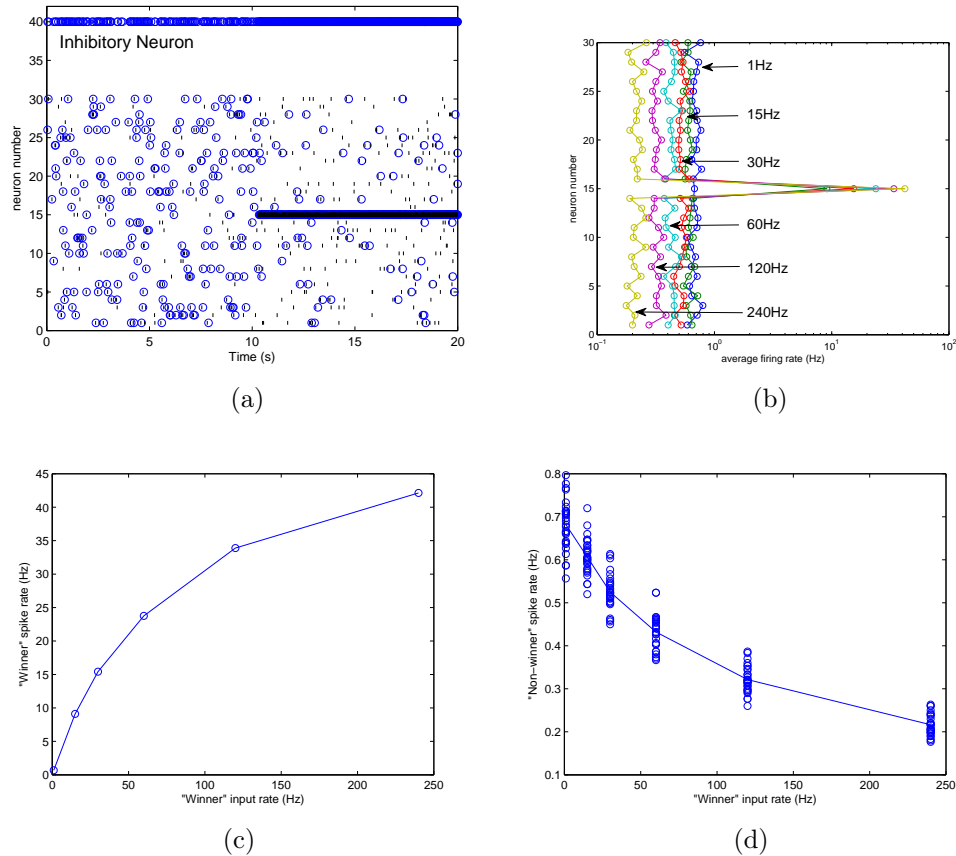 40
35
30
25
20
15
10
5
0
0
5
10
15
20
neuron number
Time (s)
Inhibitory Neuron
(a)
30
25
20
15
10
5
0
10⁻¹
10⁰
10¹
10²
neuron number
average firing rate (Hz)
1Hz
15Hz
30Hz
60Hz
120Hz
240Hz
(b)
45
40
35
30
25
20
15
10
5
0
0
50
100
150
200
250
"Winner" spike rate (Hz)
"Winner" input rate (Hz)
(c)
0.8
0.7
0.6
0.5
0.4
0.3
0.2
0.1
0
50
100
150
200
250
"Non−winner" spike rate (Hz)
"Winner" input rate (Hz)
(d)